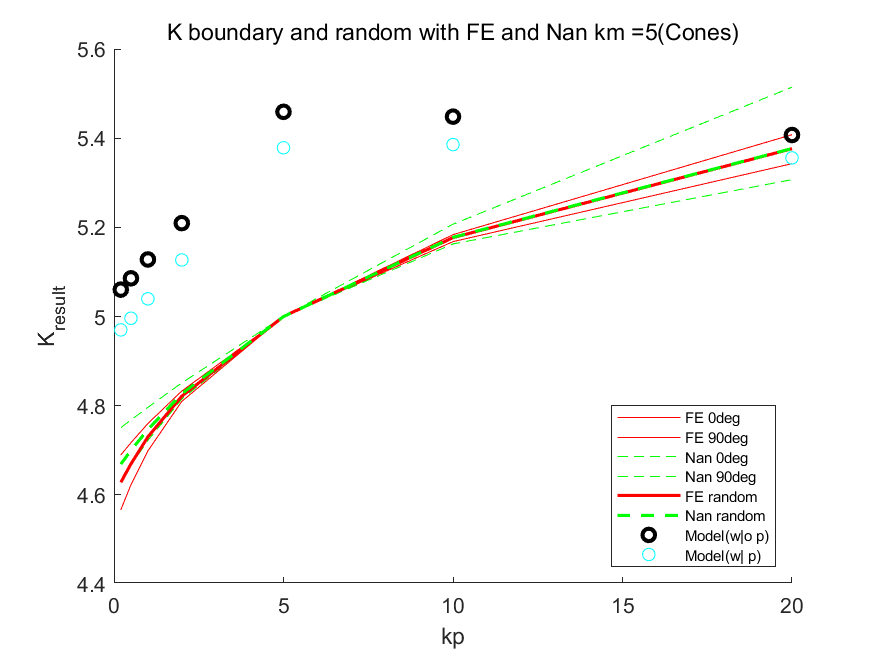 K boundary and random with FE and Nan km =5(Cones)
5.6
5.4
5.2
5
4.8
4.6
4.4
K_result
0
5
10
15
20
kp
FE 0deg
FE 90deg
Nan 0deg
Nan 90deg
FE random
Nan random
Model(w|o p)
Model(w| p)